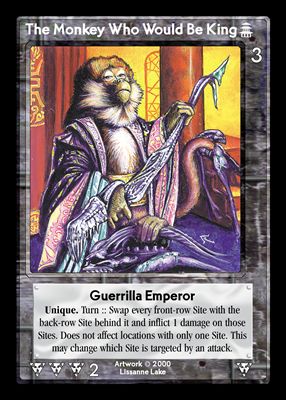 The Monkey Who Would Be King
3
Guerrilla Emperor
Unique. Turn :: Swap every front-row Site with the
back-row Site behind it and inflict 1 damage on those
Sites. Does not affect locations with only one Site. This
may change which Site is targeted by an attack.
2
Artwork © 2000
Lissanne Lake